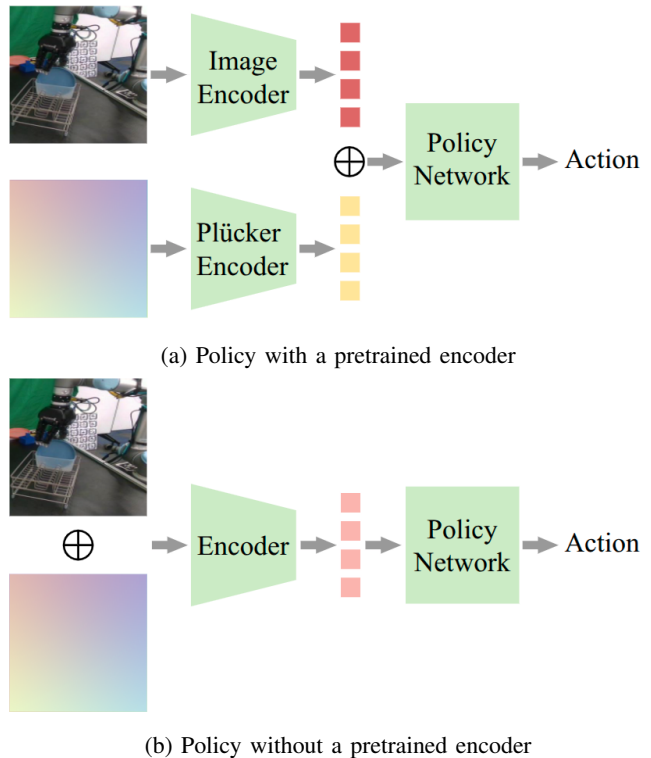 Image
Encoder
Policy
Network
Action
Plücker
Encoder
(a) Policy with a pretrained encoder
Encoder
Policy
Network
Action
(b) Policy without a pretrained encoder